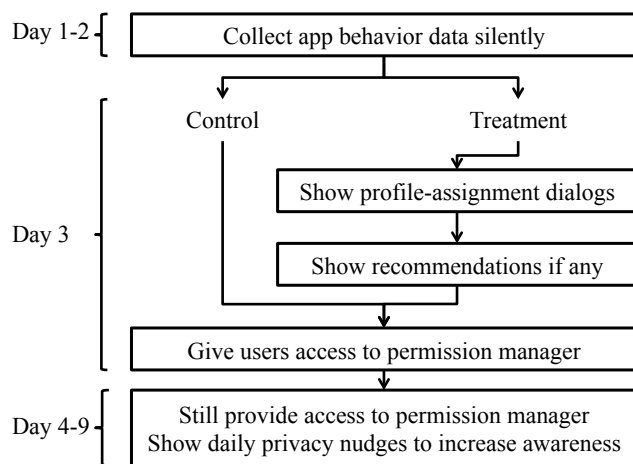 Day 1-2
Collect app behavior data silently
Control
Treatment
Show profile-assignment dialogs
Day 3
Show recommendations if any
Give users access to permission manager
Day 4-9
Still provide access to permission manager
Show daily privacy nudges to increase awareness